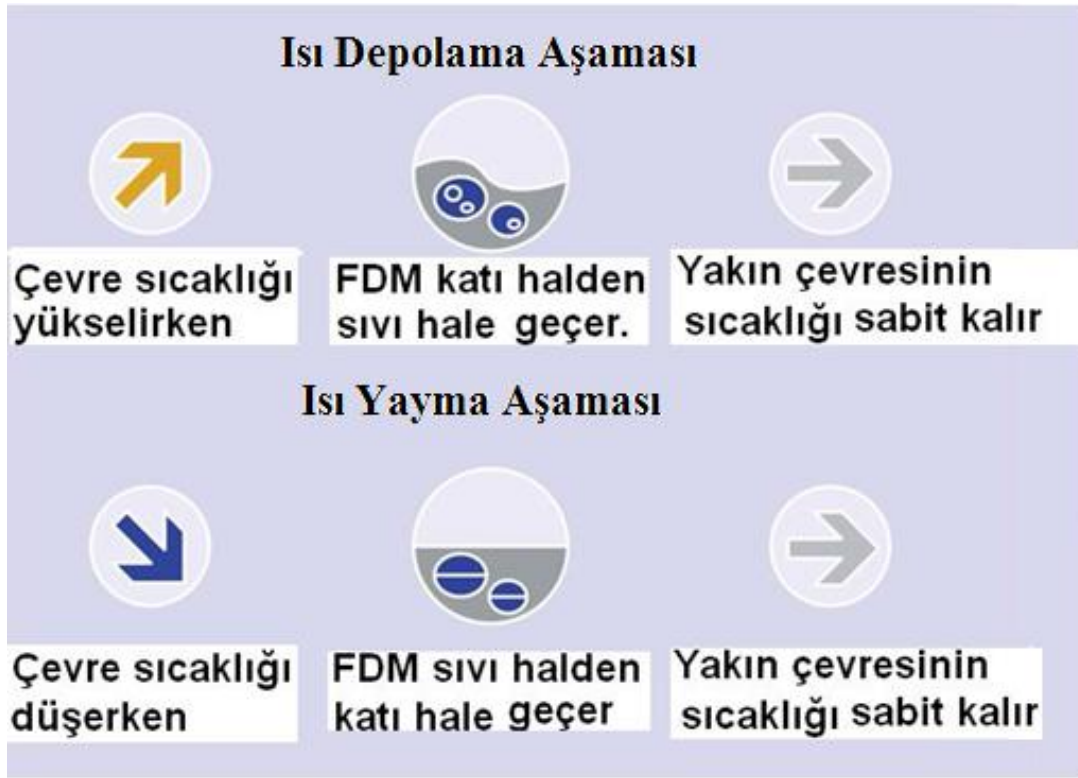 Isı Depolama Aşaması
Çevre sıcaklığı
yükselirken
FDM katı halden
sıvı hale geçer.
Yakın çevresinin
sıcaklığı sabit kalır
Isı Yayma Aşaması
Çevre sıcaklığı
düşerken
FDM sıvı halden
katı hale geçer
Yakın çevresinin
sıcaklığı sabit kalır